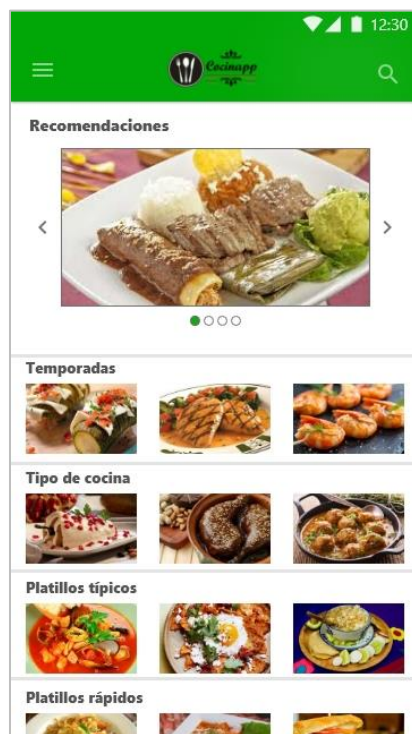 12:30
Cocinapp
Recomendaciones
Temporadas
Tipo de cocina
Platillos típicos
Platillos rápidos